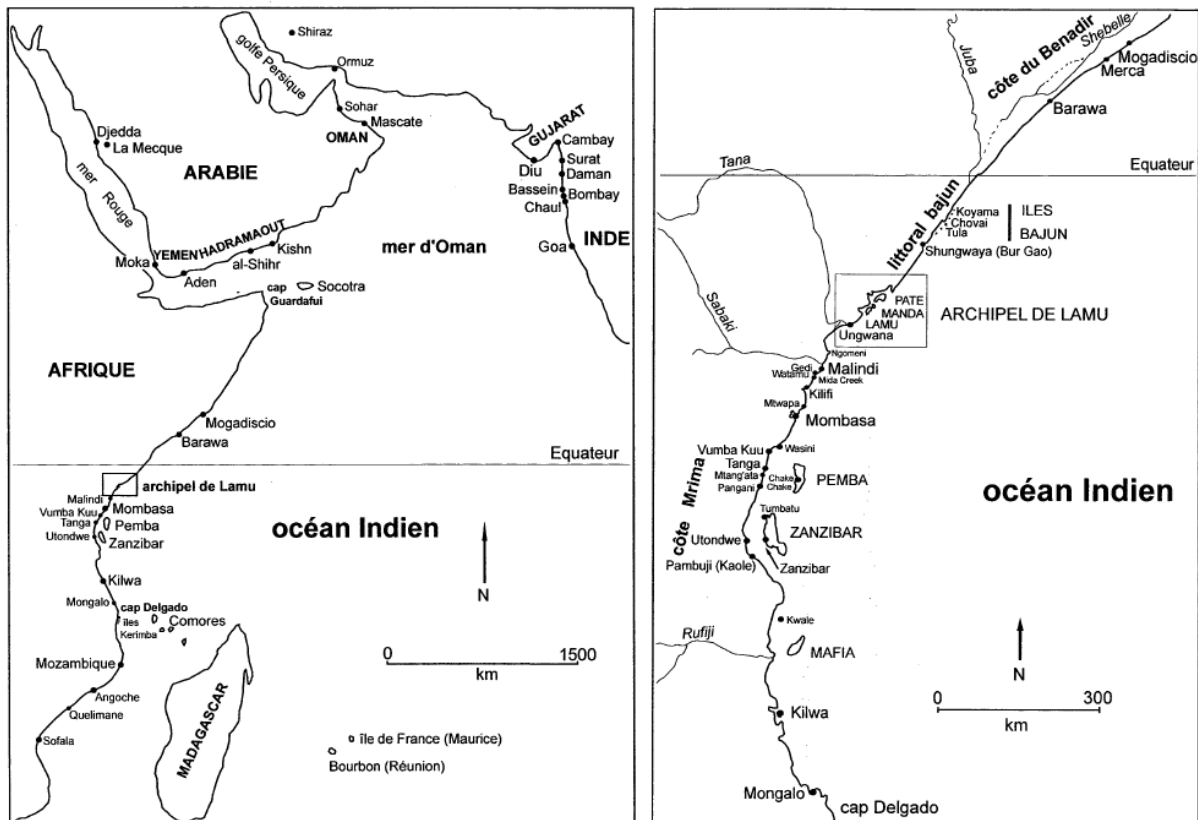 Shiraz
golfe Persique
Ormuz
Sohar
Mascate
OMAN
GUJARAT
Cambay
Surat
Daman
Diu
Bassein
Bombay
Chaul
Goa
INDE
Djedda
La Mecque
ARABIE
mer Rouge
YEMEN
HADRAMAOUT
Kishn
al-Shihr
Moka
Aden
mer d'Oman
cap
Guardafui
Socotra
AFRIQUE
Mogadiscio
Barawa
Equateur
archipel de Lamu
Malindi
Mombasa
Vumba Kuu
Pemba
Tanga
Utondwe
Zanzibar
océan Indien
N
Kilwa
Mongalo
cap Delgado
îles
Kerimba
Comores
Mozambique
Angoche
Quelimane
Sofala
MADAGASCAR
0 1500
km
île de France (Maurice)
Bourbon (Réunion)
Juba
côte du Benadir
Shebelle
Mogadiscio
Merca
Barawa
Tana
Equateur
littoral bajun
Koyama
Chovai
Tula
ILES
BAJUN
Shungwaya (Bur Gao)
PATE
MANDA
LAMU
Ungwana
ARCHIPEL DE LAMU
Sabaki
Ngomeni
Gedi
Malindi
Watamu
Mida Creek
Kilifi
Mtwapa
Mombasa
Vumba Kuu
Wasini
Tanga
Mtang'ata
Pangani
Chake
Chake
PEMBA
côte Mrima
Tumbatu
Utondwe
ZANZIBAR
Pambuji (Kaole)
Zanzibar
océan Indien
Kwale
Rufiji
MAFIA
N
0 300
km
Kilwa
Mongalo
cap Delgado